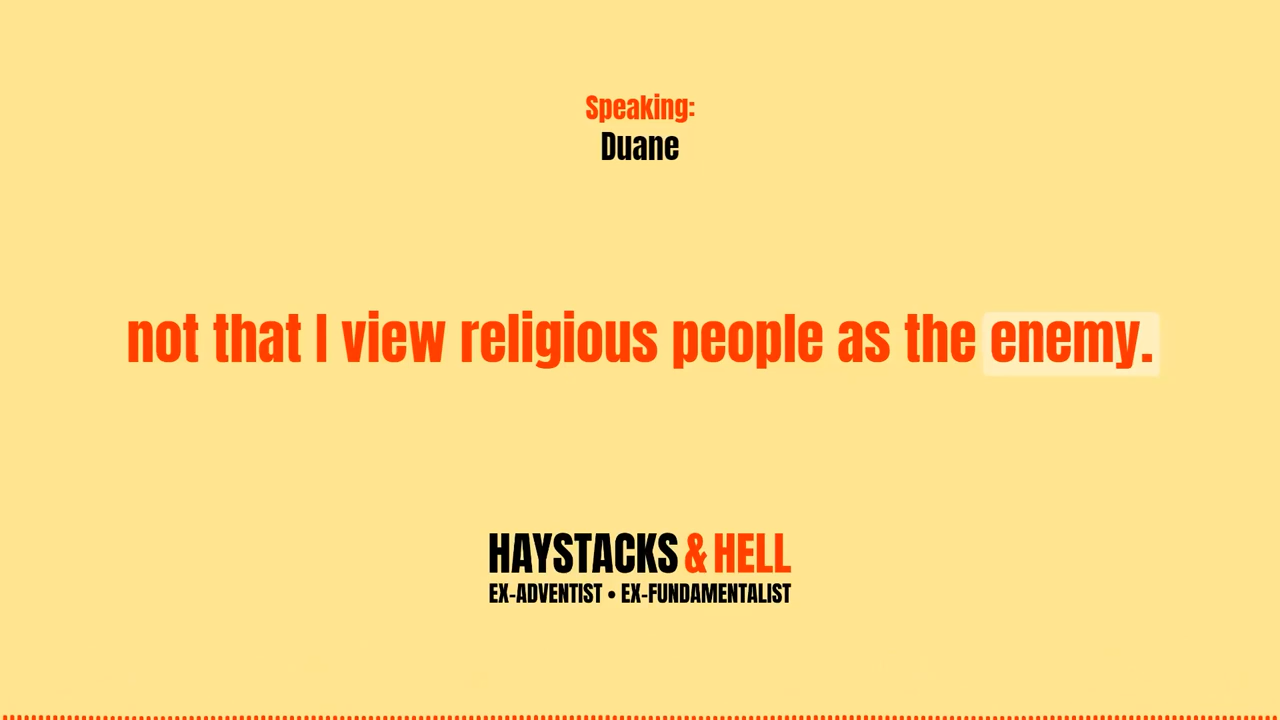 Speaking:
Duane
not that I view religious people as the enemy.
HAYSTACKS & HELL
EX-ADVENTIST • EX-FUNDAMENTALIST